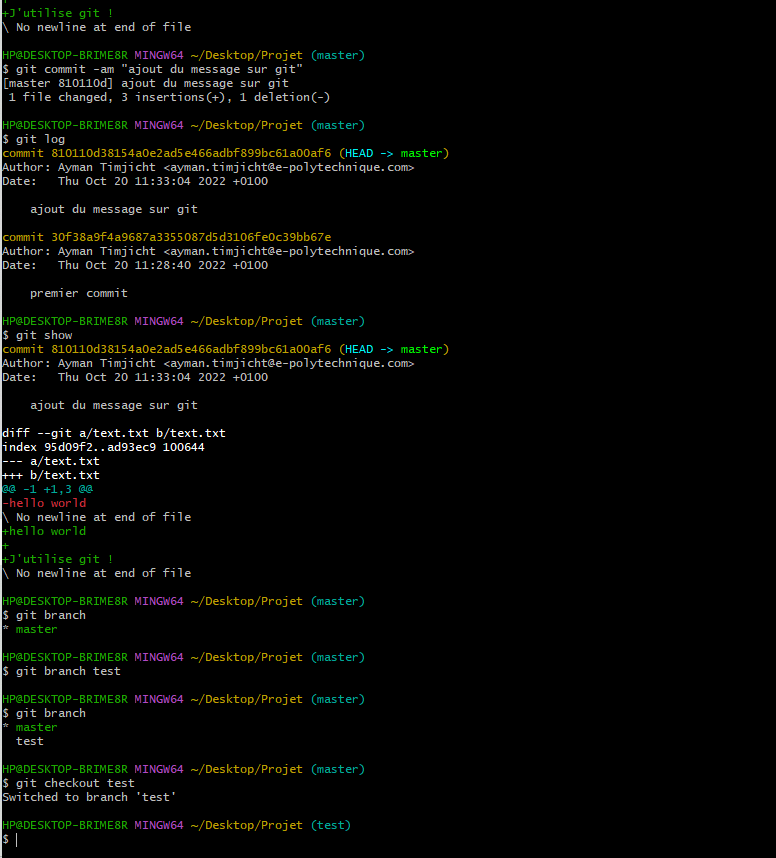 +
+J'utilise git !
\ No newline at end of file
HP@DESKTOP-BRIME8R MINGW64 ~/Desktop/Projet (master)
$ git commit -am "ajout du message sur git"
[master 810110d] ajout du message sur git
 1 file changed, 3 insertions(+), 1 deletion(-)
HP@DESKTOP-BRIME8R MINGW64 ~/Desktop/Projet (master)
$ git log
commit 810110d38154a0e2ad5e466adbf899bc61a00af6 (HEAD -> master)
Author: Ayman Timjicht <ayman.timjicht@e-polytechnique.com>
Date:   Thu Oct 20 11:33:04 2022 +0100
    ajout du message sur git
commit 30f38a9f4a9687a3355087d5d3106fe0c39bb67e
Author: Ayman Timjicht <ayman.timjicht@e-polytechnique.com>
Date:   Thu Oct 20 11:28:40 2022 +0100
    premier commit
HP@DESKTOP-BRIME8R MINGW64 ~/Desktop/Projet (master)
$ git show
commit 810110d38154a0e2ad5e466adbf899bc61a00af6 (HEAD -> master)
Author: Ayman Timjicht <ayman.timjicht@e-polytechnique.com>
Date:   Thu Oct 20 11:33:04 2022 +0100
    ajout du message sur git
diff --git a/text.txt b/text.txt
index 95d09f2..ad93ec9 100644
--- a/text.txt
+++ b/text.txt
@@ -1 +1,3 @@
-hello world
\ No newline at end of file
+hello world
+
+J'utilise git !
\ No newline at end of file
HP@DESKTOP-BRIME8R MINGW64 ~/Desktop/Projet (master)
$ git branch
* master
HP@DESKTOP-BRIME8R MINGW64 ~/Desktop/Projet (master)
$ git branch test
HP@DESKTOP-BRIME8R MINGW64 ~/Desktop/Projet (master)
$ git branch
* master
  test
HP@DESKTOP-BRIME8R MINGW64 ~/Desktop/Projet (master)
$ git checkout test
Switched to branch 'test'
HP@DESKTOP-BRIME8R MINGW64 ~/Desktop/Projet (test)
$